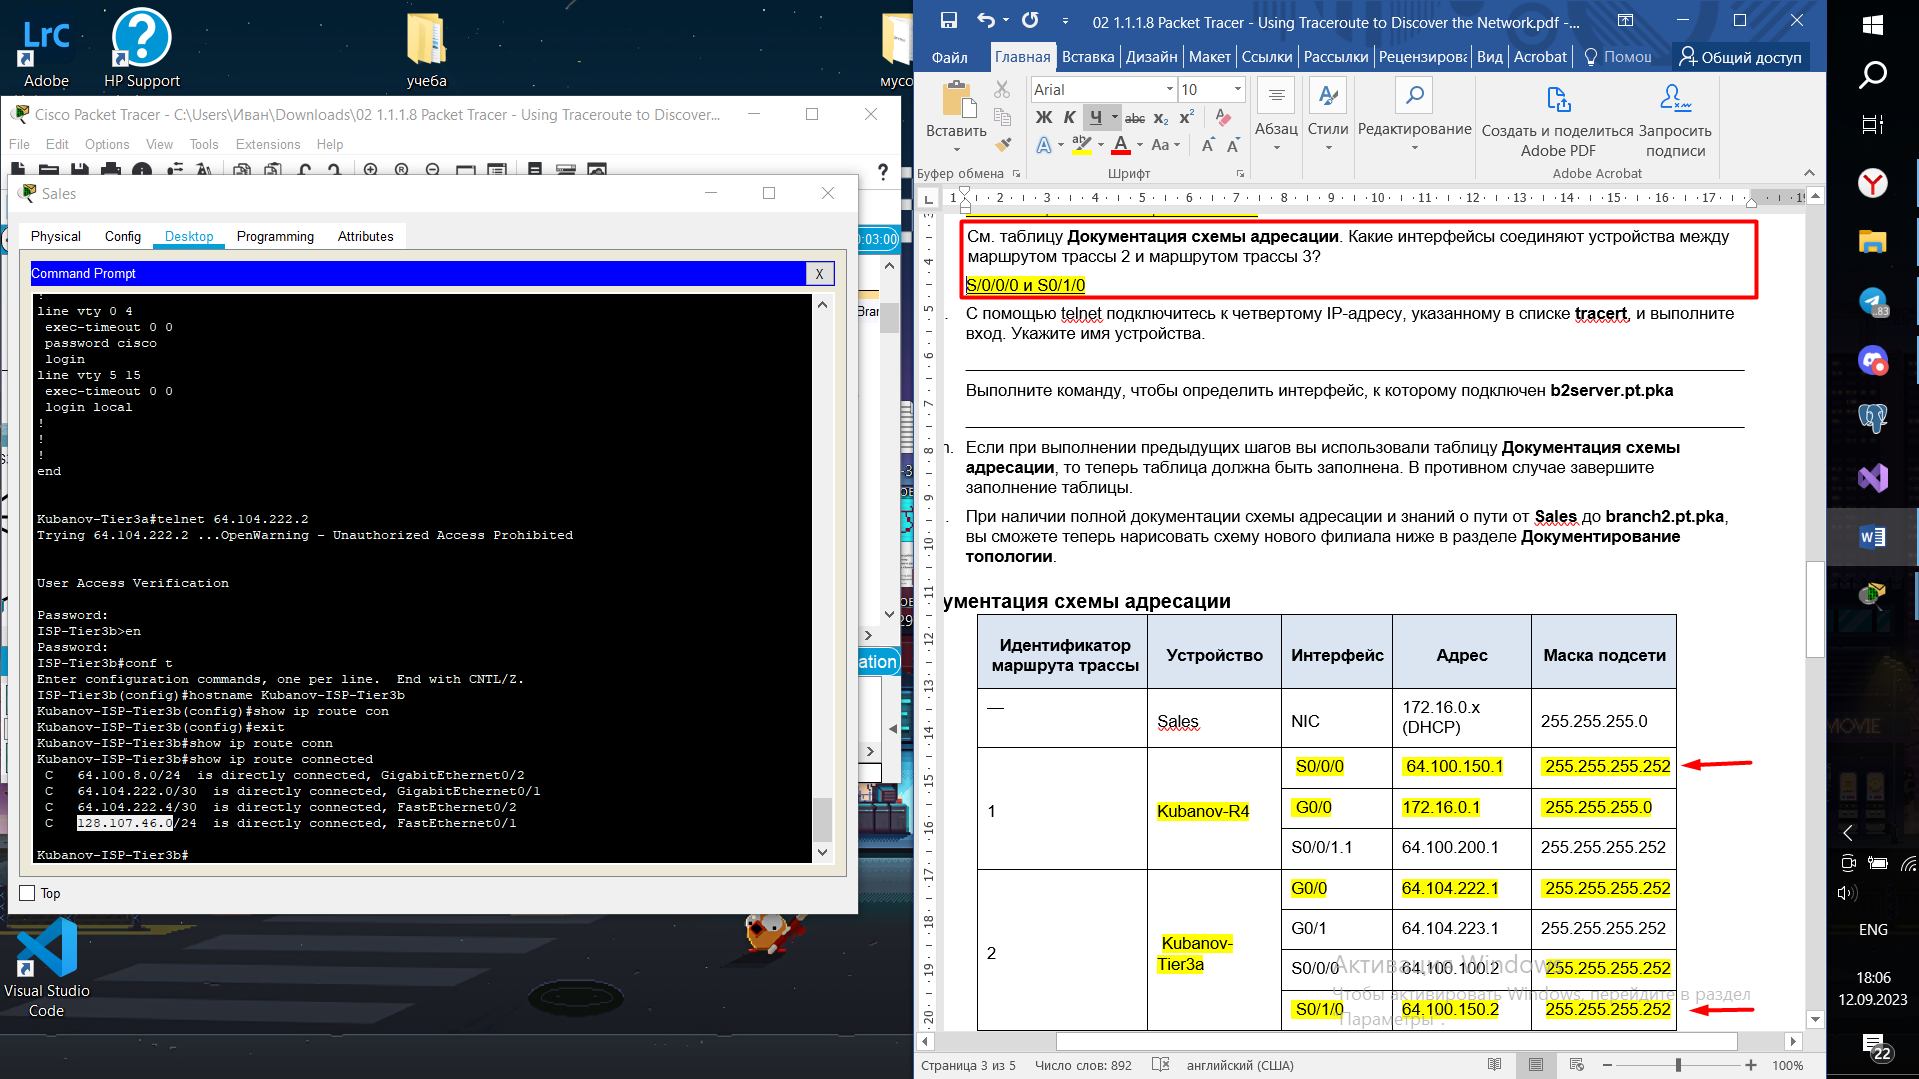 LrC
Adobe
HP Support
учеба
мусо
Cisco Packet Tracer - C:\Users\Иван\Downloads\02 1.1.1.8 Packet Tracer - Using Traceroute to Discover...
File Edit Options View Tools Extensions Help
Sales
Physical Config Desktop Programming Attributes
0:03:00
Bran
ation
Command Prompt
X
!
line vty 0 4
exec-timeout 0 0
password cisco
login
line vty 5 15
exec-timeout 0 0
login local
!
!
!
end
Kubanov-Tier3a#telnet 64.104.222.2
Trying 64.104.222.2 ...OpenWarning - Unauthorized Access Prohibited
User Access Verification
Password:
ISP-Tier3b>en
Password:
ISP-Tier3b#conf t
Enter configuration commands, one per line.  End with CNTL/Z.
ISP-Tier3b(config)#hostname Kubanov-ISP-Tier3b
Kubanov-ISP-Tier3b(config)#show ip route con
Kubanov-ISP-Tier3b(config)#exit
Kubanov-ISP-Tier3b#show ip route conn
Kubanov-ISP-Tier3b#show ip route connected
C   64.100.8.0/24  is directly connected, GigabitEthernet0/2
C   64.104.222.0/30  is directly connected, GigabitEthernet0/1
C   64.104.222.4/30  is directly connected, FastEthernet0/2
C   128.107.46.0/24  is directly connected, FastEthernet0/1
Kubanov-ISP-Tier3b#
Top
Visual Studio
Code
02 1.1.1.8 Packet Tracer - Using Traceroute to Discover the Network.pdf -...
Файл Главная Вставка Дизайн Макет Ссылки Рассылки Рецензирова Вид Acrobat Помощ Общий доступ
Вставить
Буфер обмена
Arial 10
Ж К Ч abc x₂ x²
Aa
Шрифт
Абзац
Стили
Редактирование
Создать и поделиться
Adobe PDF
Запросить
подписи
Adobe Acrobat
См. таблицу Документация схемы адресации. Какие интерфейсы соединяют устройства между
маршрутом трассы 2 и маршрутом трассы 3?
S/0/0/0 и S0/1/0
С помощью telnet подключитесь к четвертому IP-адресу, указанному в списке tracert, и выполните
вход. Укажите имя устройства.
Выполните команду, чтобы определить интерфейс, к которому подключен b2server.pt.pka
Если при выполнении предыдущих шагов вы использовали таблицу Документация схемы
адресации, то теперь таблица должна быть заполнена. В противном случае завершите
заполнение таблицы.
При наличии полной документации схемы адресации и знаний о пути от Sales до branch2.pt.pka,
вы сможете теперь нарисовать схему нового филиала ниже в разделе Документирование
топологии.
ументация схемы адресации
Идентификатор маршрута трассы Устройство Интерфейс Адрес Маска подсети
— Sales NIC 172.16.0.x (DHCP) 255.255.255.0
1 Kubanov-R4 S0/0/0 64.100.150.1 255.255.255.252
G0/0 172.16.0.1 255.255.255.0
S0/0/1.1 64.100.200.1 255.255.255.252
2 Kubanov-Tier3a G0/0 64.104.222.1 255.255.255.252
G0/1 64.104.223.1 255.255.255.252
S0/0/0 64.100.100.2 255.255.255.252
S0/1/0 64.100.150.2 255.255.255.252
Активация Windows
Чтобы активировать Windows, перейдите в раздел
"Параметры".
Страница 3 из 5 Число слов: 892 английский (США) 100%
83
ENG
18:06
12.09.2023
22